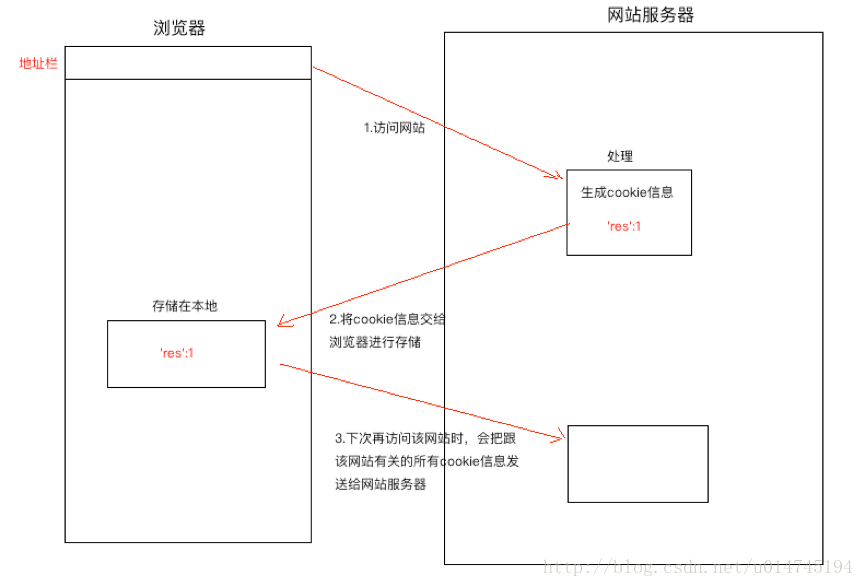 浏览器
网站服务器
地址栏
1.访问网站
处理
生成cookie信息
'res':1
存储在本地
'res':1
2.将cookie信息交给
浏览器进行存储
3.下次再访问该网站时，会把跟
该网站有关的所有cookie信息发
送给网站服务器
http://blog.csdn.net/u014745194